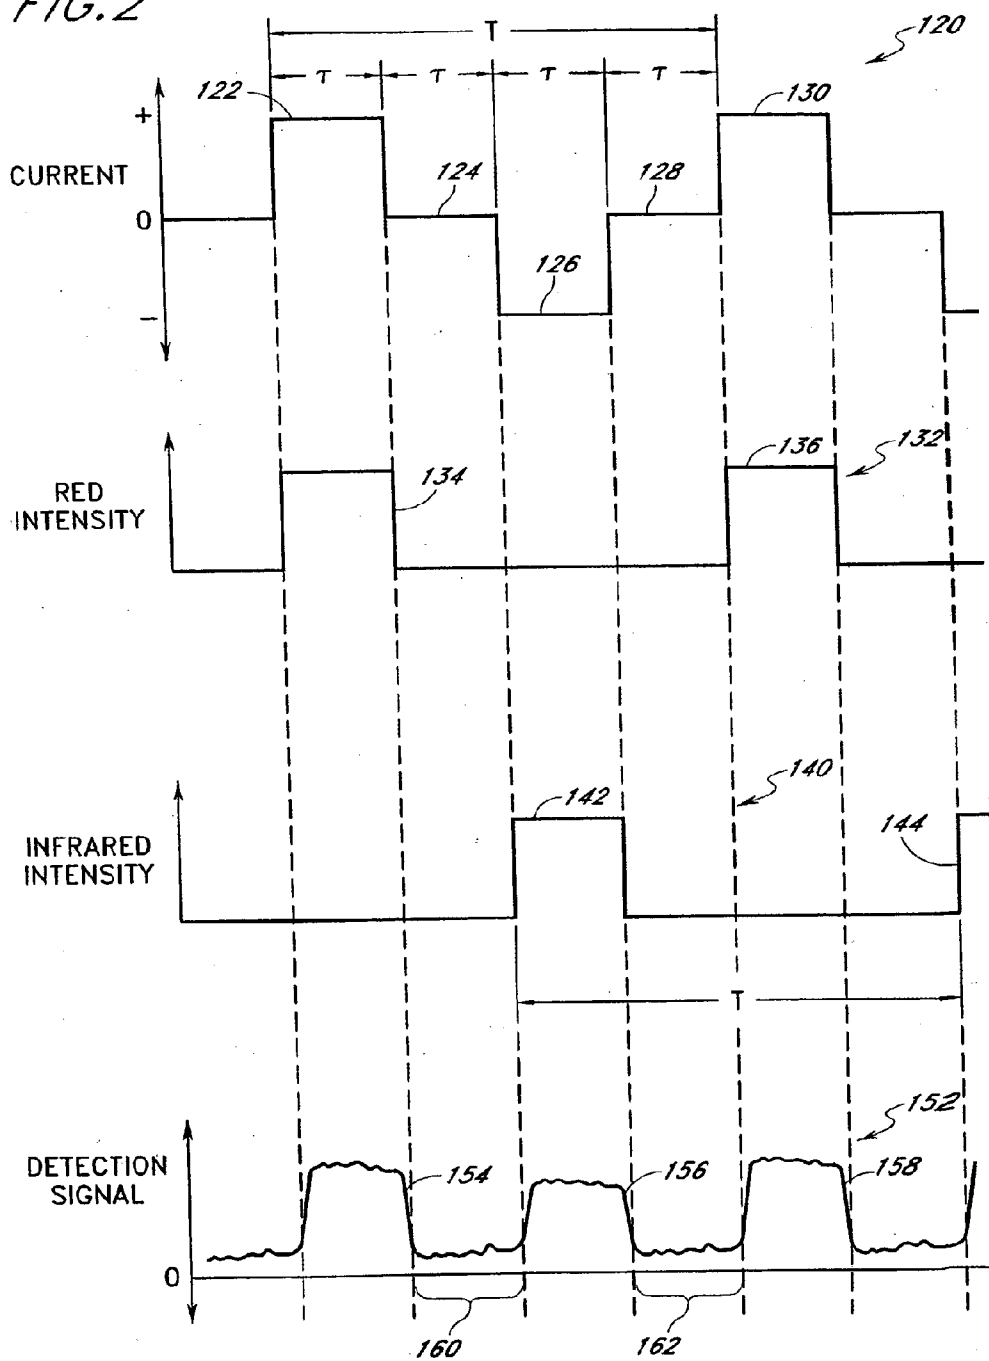 FIG. 2
120
T
τ τ τ τ
122
130
+
CURRENT
124
128
0
126
−
136
132
RED
INTENSITY
134
140
142
144
INFRARED
INTENSITY
T
152
DETECTION
SIGNAL
154
156
158
0
160
162